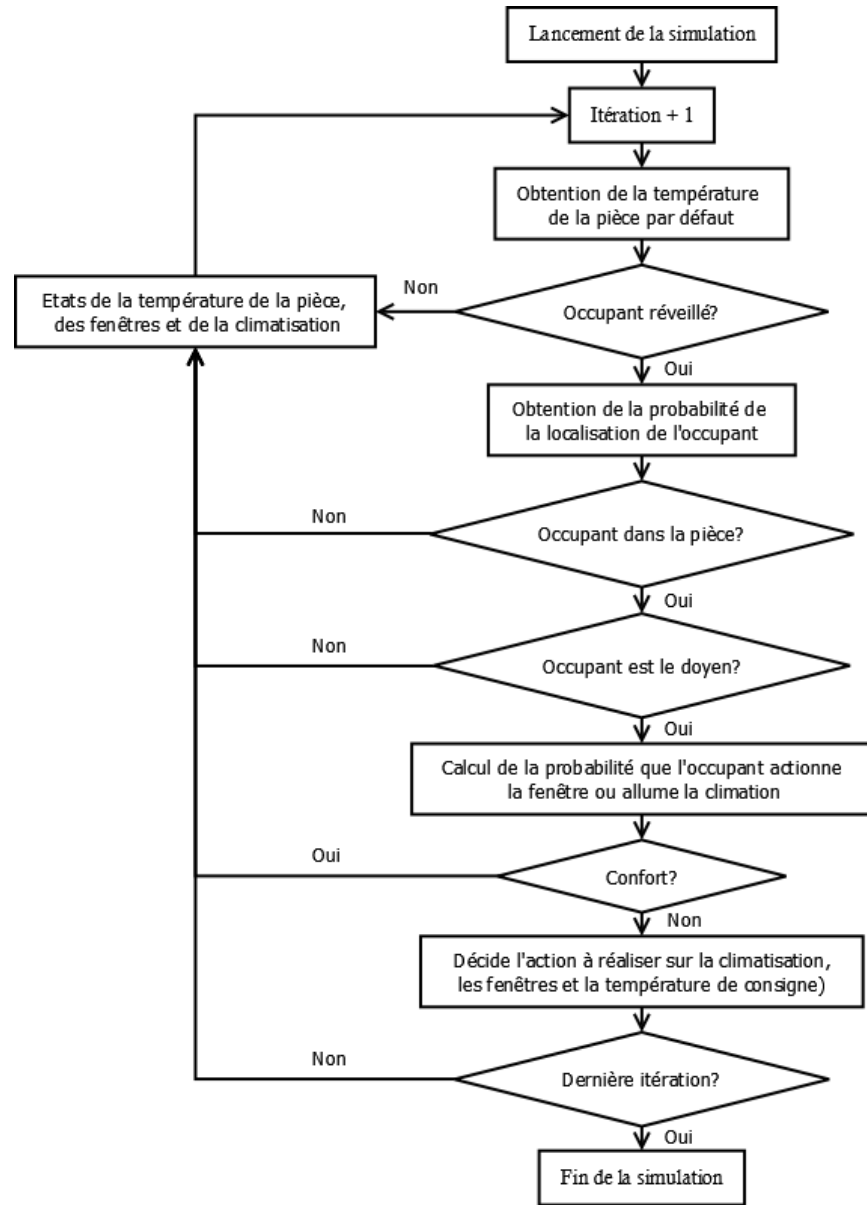 Lancement de la simulation
Itération + 1
Obtention de la température
de la pièce par défaut
Etats de la température de la pièce,
des fenêtres et de la climatisation
Non
Occupant réveillé?
Oui
Obtention de la probabilité de
la localisation de l'occupant
Non
Occupant dans la pièce?
Oui
Non
Occupant est le doyen?
Oui
Calcul de la probabilité que l'occupant actionne
la fenêtre ou allume la climation
Oui
Confort?
Non
Décide l'action à réaliser sur la climatisation,
les fenêtres et la température de consigne)
Non
Dernière itération?
Oui
Fin de la simulation